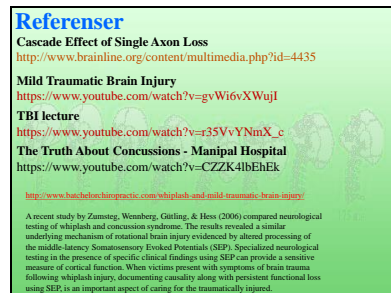 Referenser
Cascade Effect of Single Axon Loss
http://www.brainline.org/content/multimedia.php?id=4435
Mild Traumatic Brain Injury
https://www.youtube.com/watch?v=gvWi6vXWujI
TBI lecture
https://www.youtube.com/watch?v=r35VvYNmX_c
The Truth About Concussions - Manipal Hospital
https://www.youtube.com/watch?v=CZZK4lbEhEk
http://www.batchelorchiropractic.com/whiplash-and-mild-traumatic-brain-injury/
A recent study by Zumsteg, Wennberg, Gütling, & Hess (2006) compared neurological
testing of whiplash and concussion syndrome. The results revealed a similar
underlying mechanism of rotational brain injury evidenced by altered processing of
the middle-latency Somatosensory Evoked Potentials (SEP). Specialized neurological
testing in the presence of specific clinical findings using SEP can provide a sensitive
measure of cortical function. When victims present with symptoms of brain trauma
following whiplash injury, documenting causality along with persistent functional loss
using SEP, is an important aspect of caring for the traumatically injured.